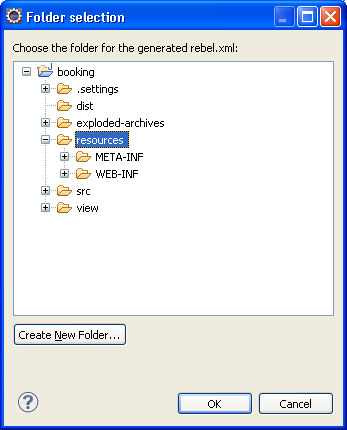 Folder selection
Choose the folder for the generated rebel.xml:
booking
.settings
dist
exploded-archives
resources
META-INF
WEB-INF
src
view
Create New Folder...
?
OK
Cancel